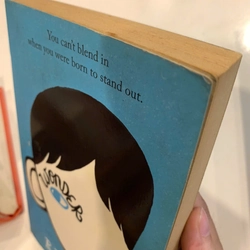 You can't blend in
when you were born to stand out.
WONDER